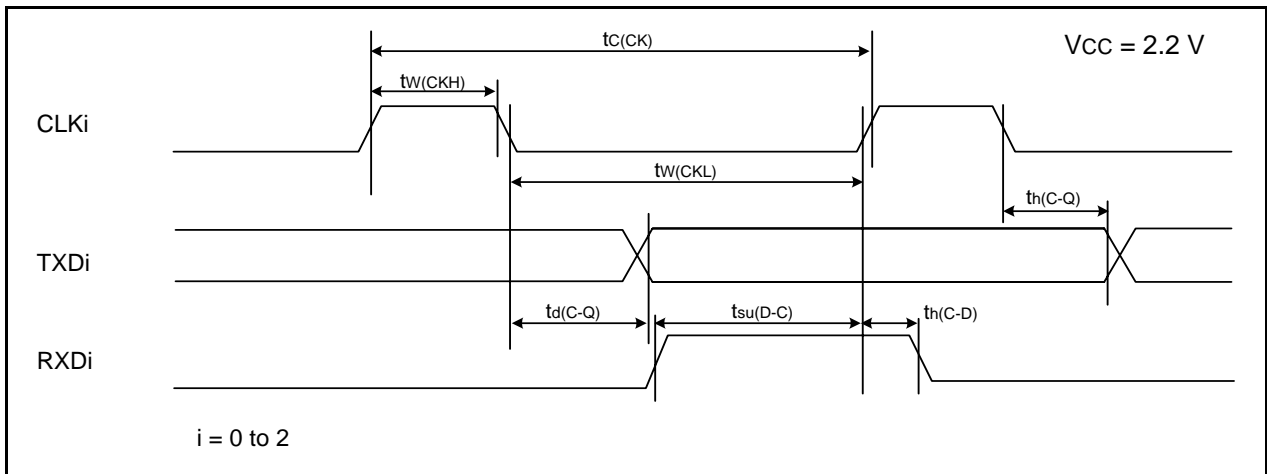 tC(CK)
VCC = 2.2 V
tW(CKH)
CLKi
tW(CKL)
th(C-Q)
TXDi
td(C-Q)
tsu(D-C)
th(C-D)
RXDi
i = 0 to 2